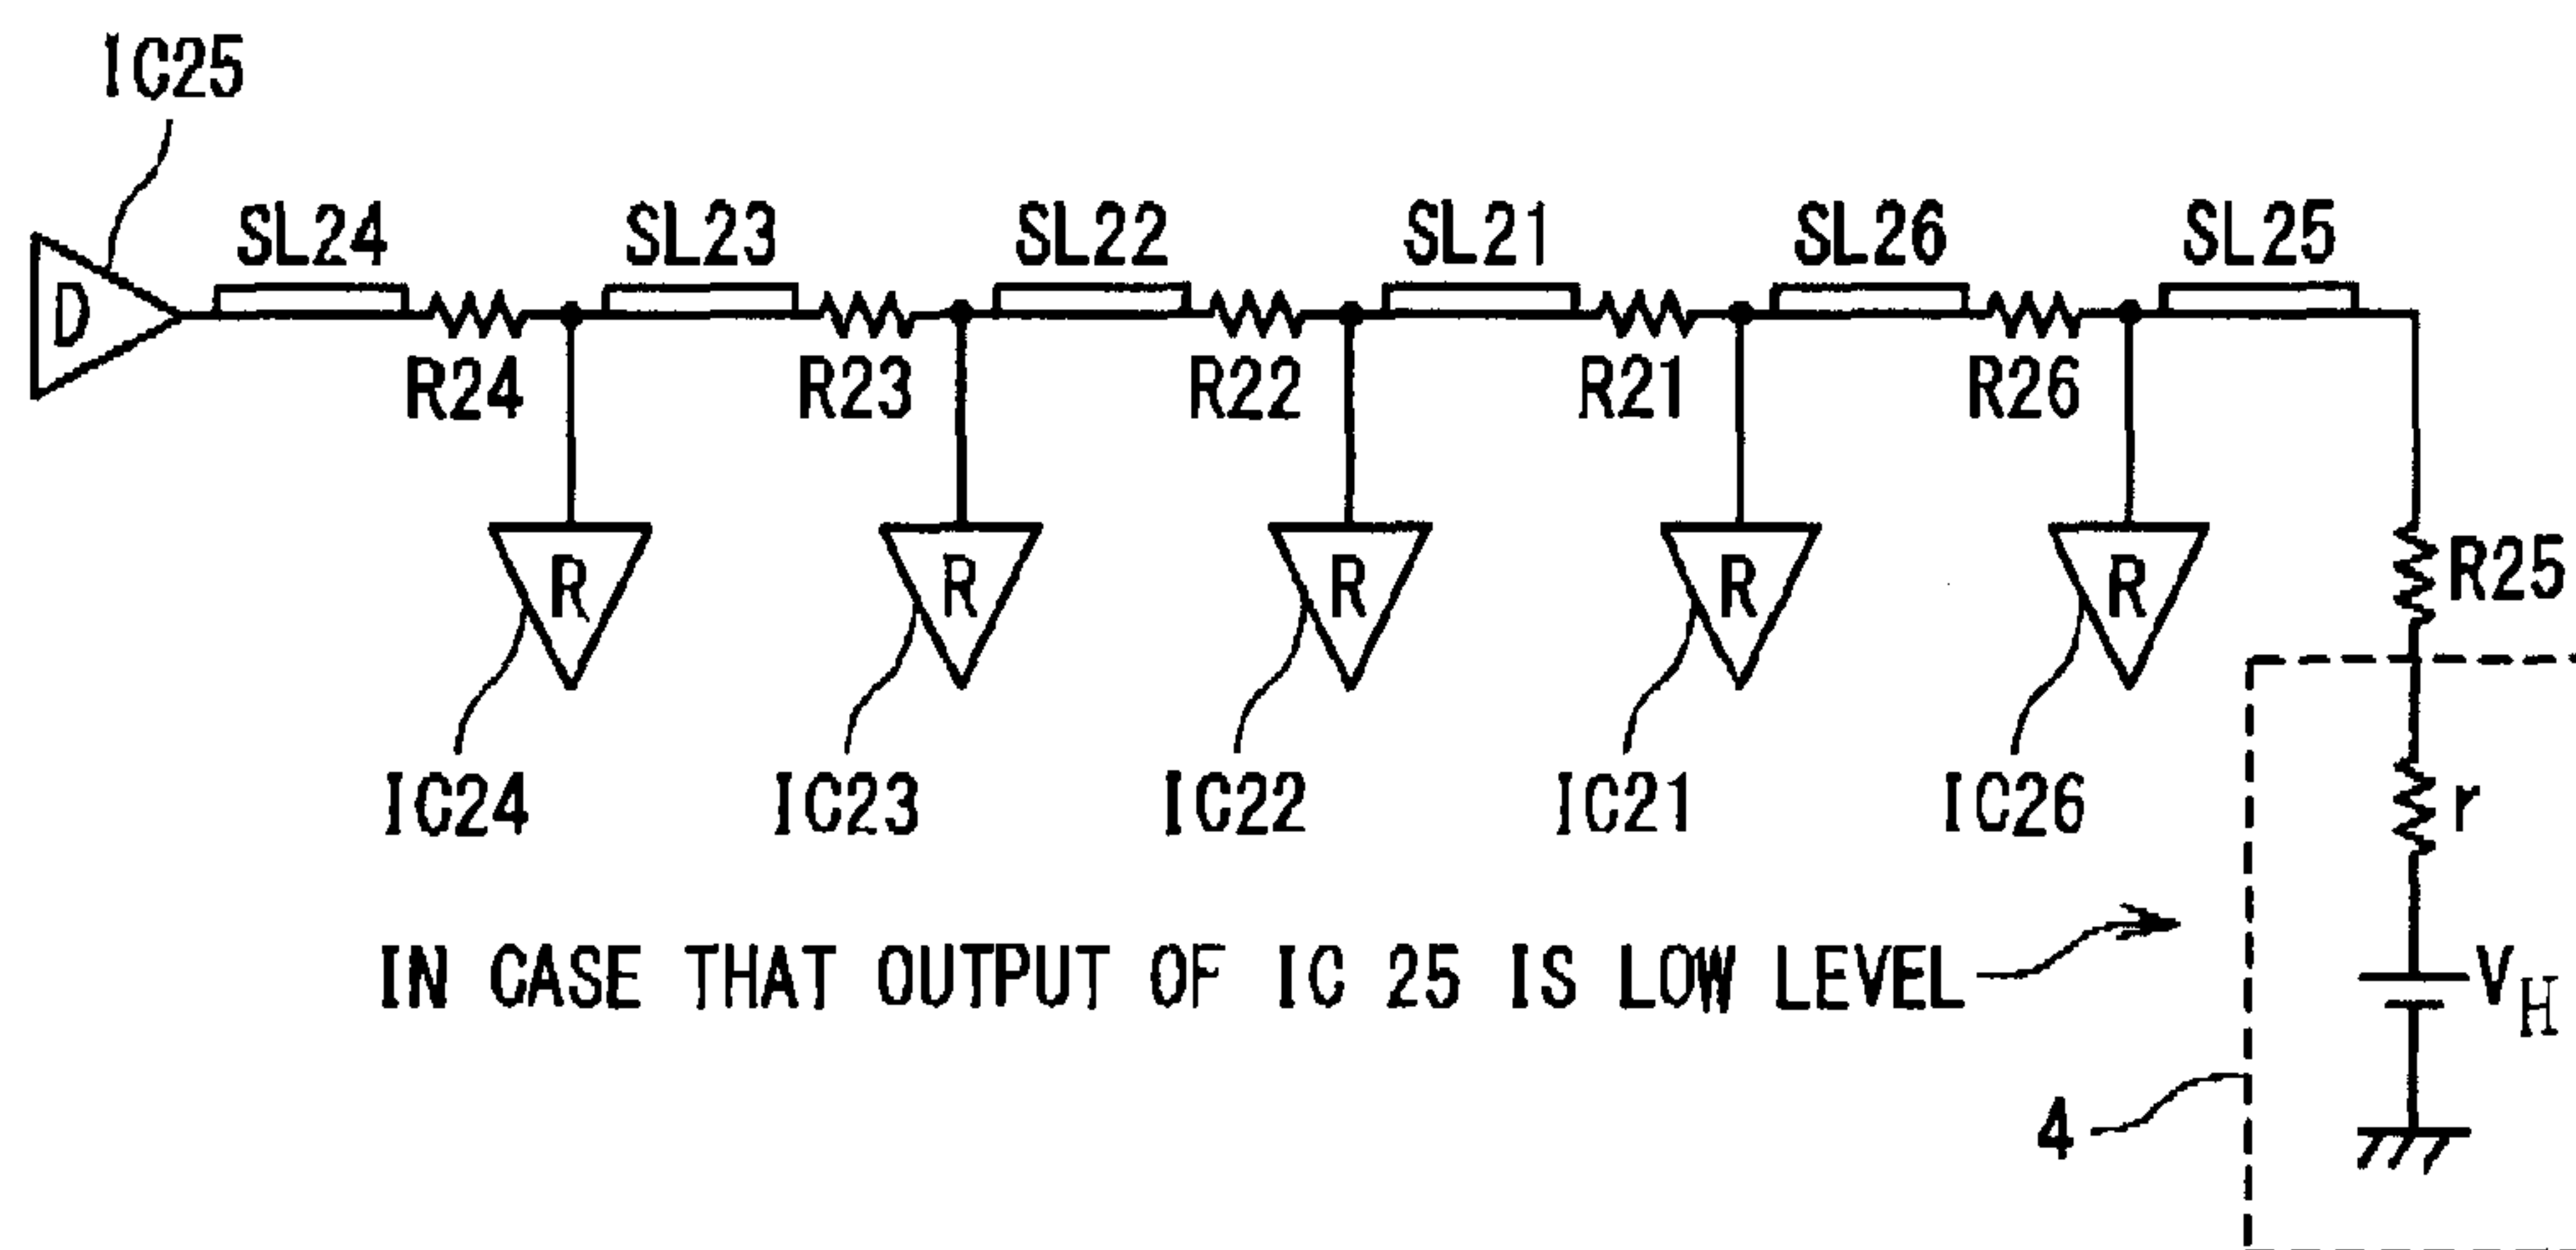 IC25
SL24 SL23 SL22 SL21 SL26 SL25
D
R24 R23 R22 R21 R26
R R R R R
R25
IC24 IC23 IC22 IC21 IC26
r
IN CASE THAT OUTPUT OF IC 25 IS LOW LEVEL
VH
4